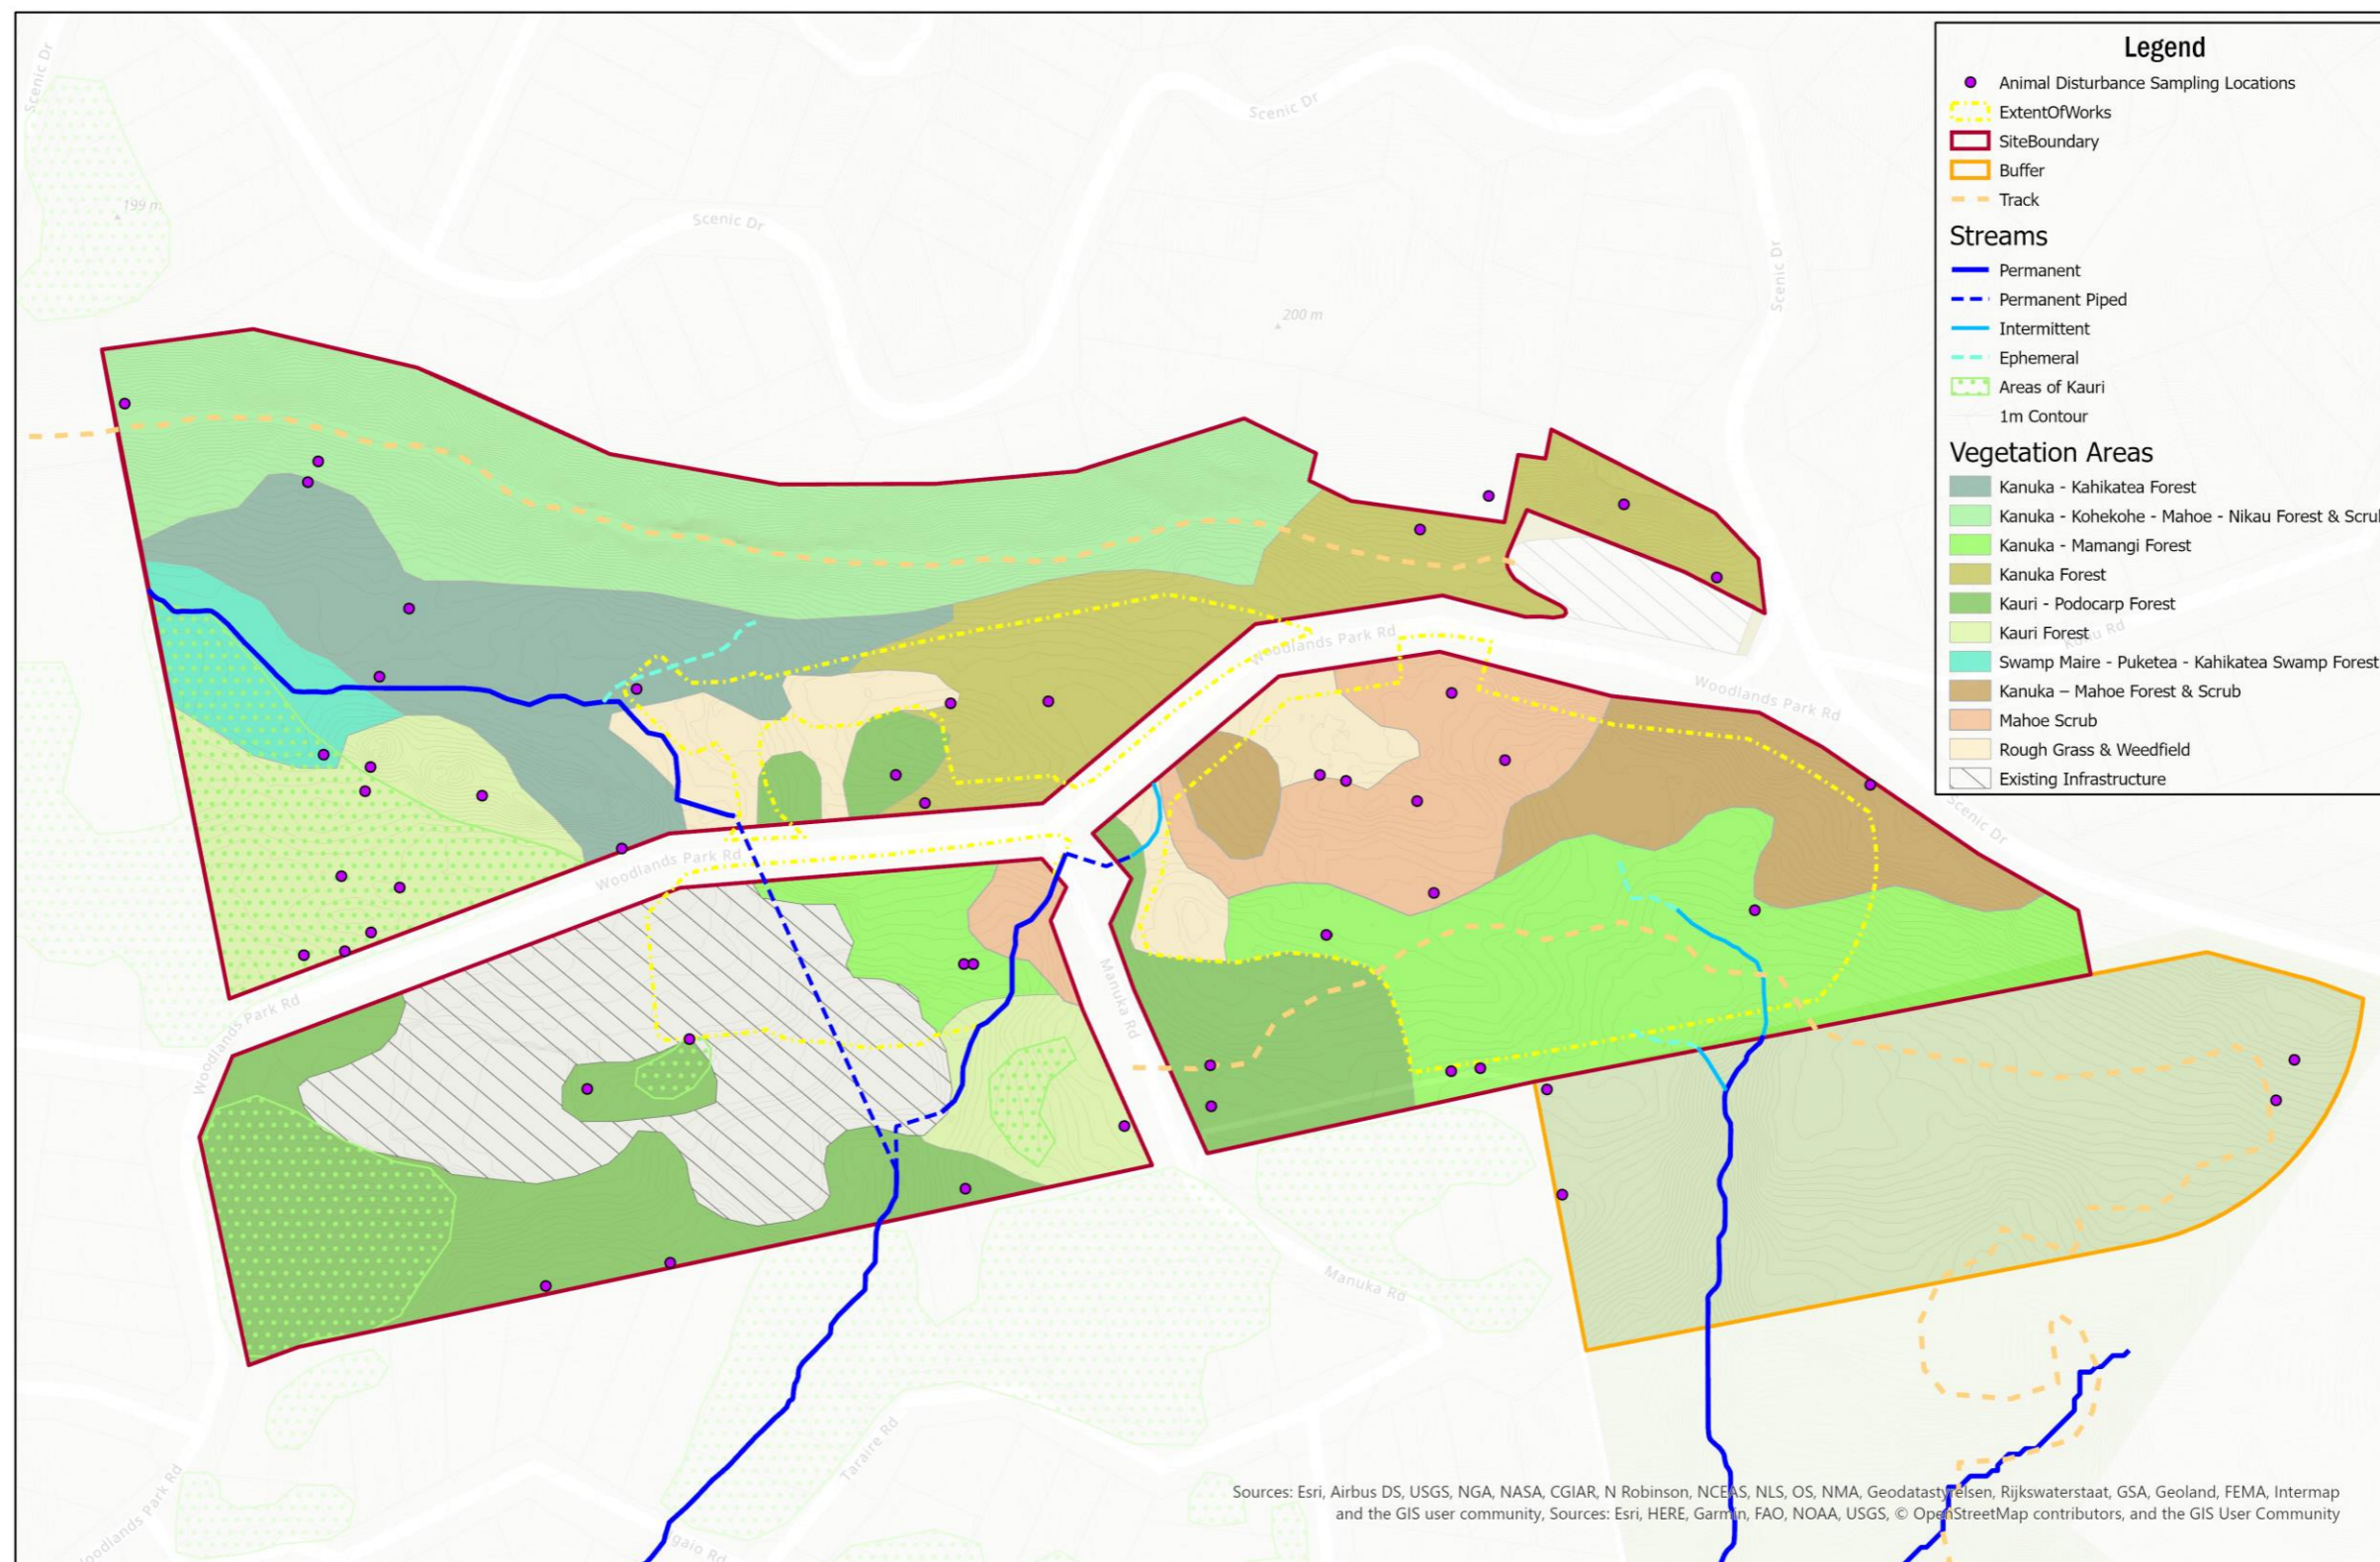 Scenic Dr
Scenic Dr
Scenic Dr
Scenic Dr
199 m
200 m
Woodlands Park Rd
Woodlands Park Rd
Woodlands Park Rd
Scenic Dr
Woodlands Park Rd
Manuka Rd
Manuka Rd
Taraire Rd
Legend
Animal Disturbance Sampling Locations
ExtentOfWorks
SiteBoundary
Buffer
Track
Streams
Permanent
Permanent Piped
Intermittent
Ephemeral
Areas of Kauri
1m Contour
Vegetation Areas
Kanuka - Kahikatea Forest
Kanuka - Kohekohe - Mahoe - Nikau Forest & Scru
Kanuka - Mamangi Forest
Kanuka Forest
Kauri - Podocarp Forest
Kauri Forest
Rd
Swamp Maire - Puketea - Kahikatea Swamp Forest
Kanuka – Mahoe Forest & Scrub
Mahoe Scrub
Rough Grass & Weedfield
Existing Infrastructure
oodlands Park Rd
gaio Rd
Sources: Esri, Airbus DS, USGS, NGA, NASA, CGIAR, N Robinson, NCEAS, NLS, OS, NMA, Geodatastyrelsen, Rijkswaterstaat, GSA, Geoland, FEMA, Intermap
and the GIS user community, Sources: Esri, HERE, Garmin, FAO, NOAA, USGS, © OpenStreetMap contributors, and the GIS User Community